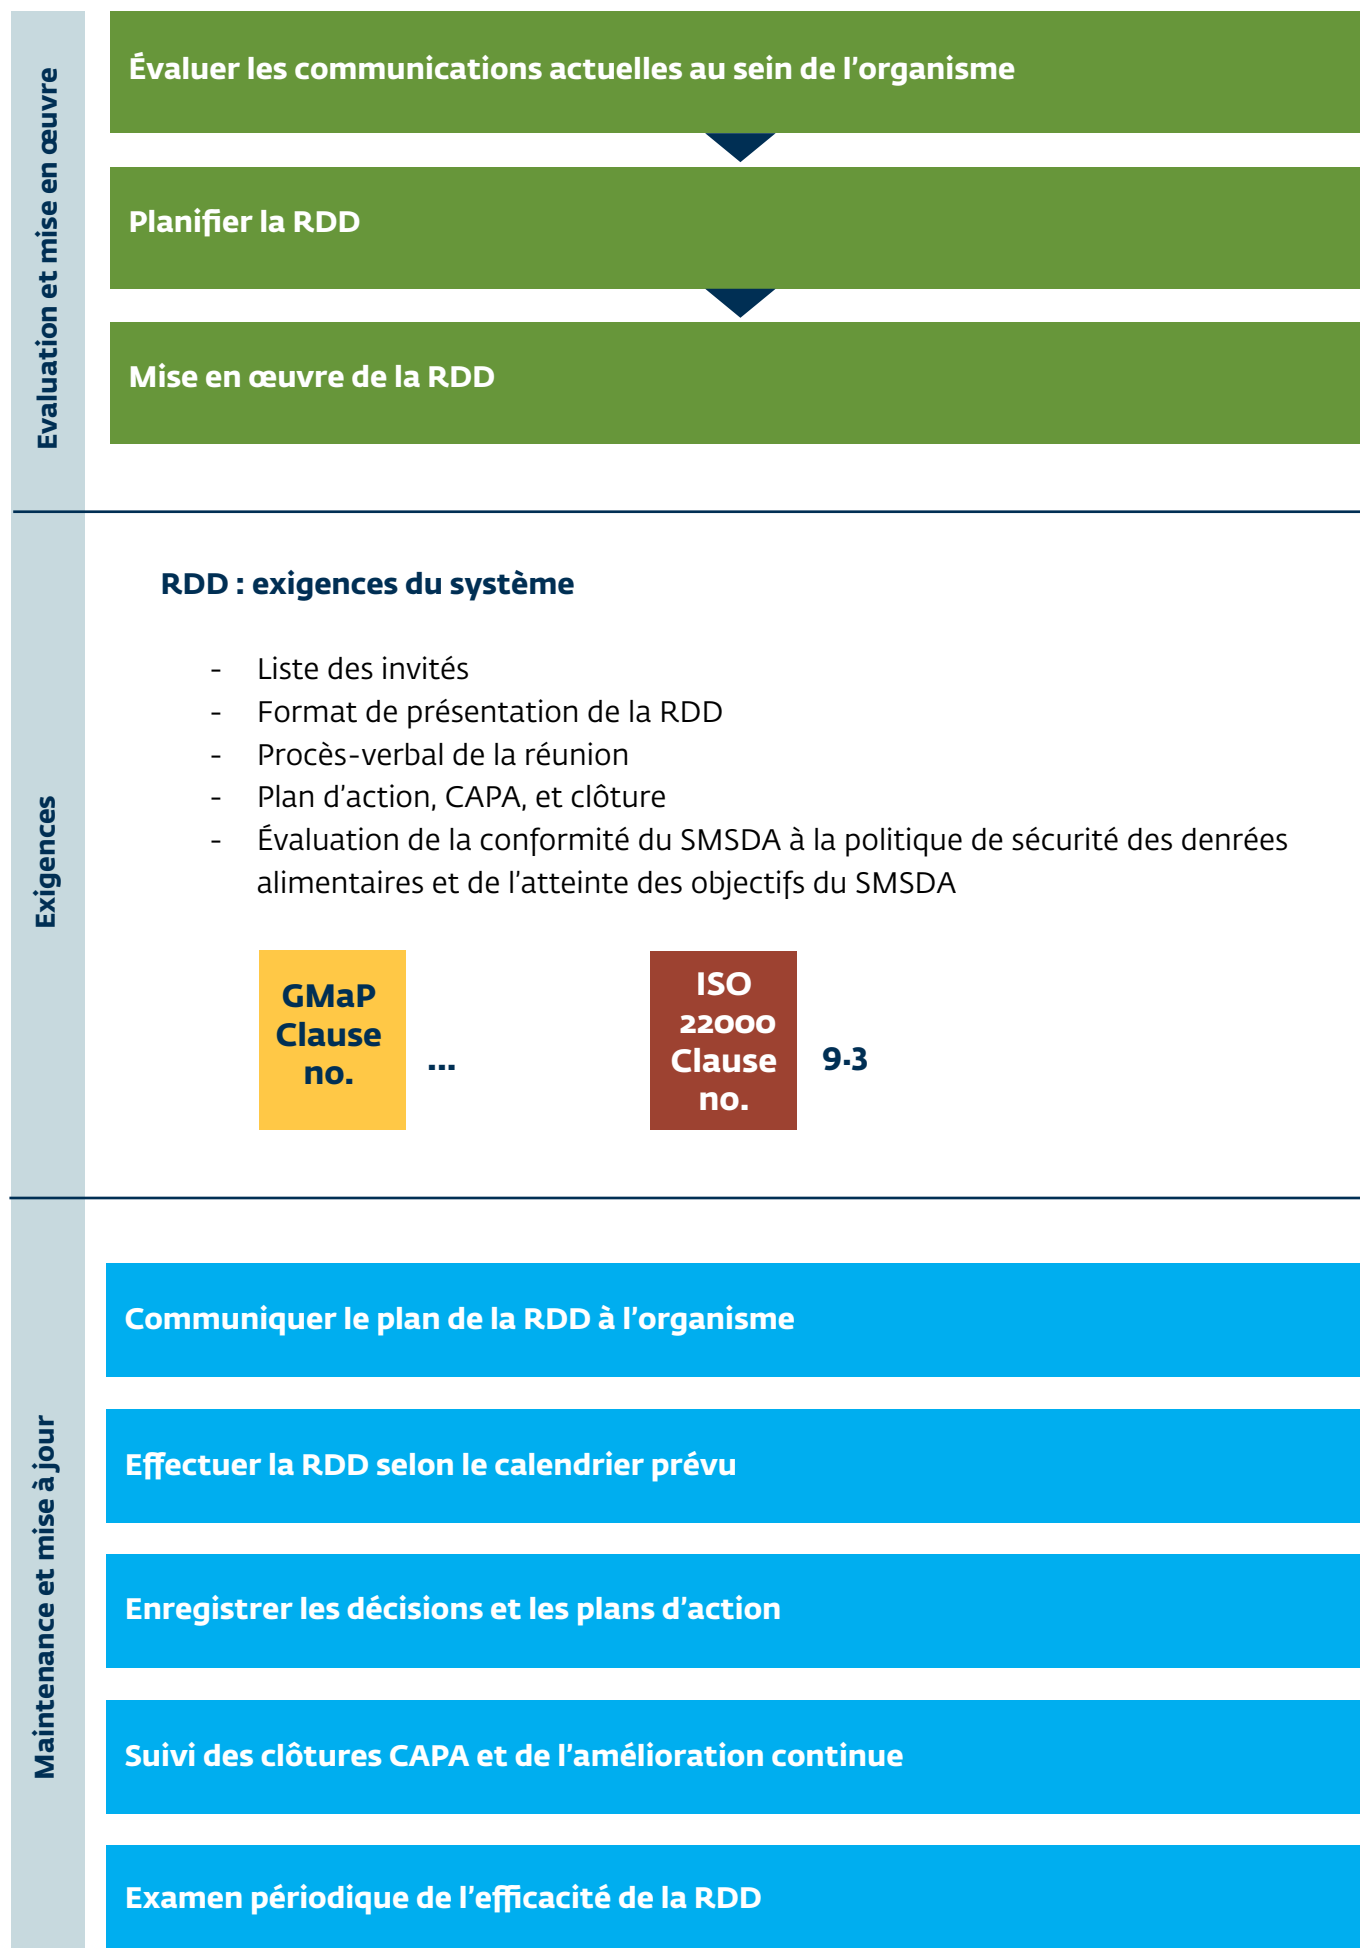 Evaluation et mise en œuvre
Évaluer les communications actuelles au sein de l’organisme
Planifier la RDD
Mise en œuvre de la RDD
Exigences
RDD : exigences du système
- Liste des invités
- Format de présentation de la RDD
- Procès-verbal de la réunion
- Plan d’action, CAPA, et clôture
- Évaluation de la conformité du SMSDA à la politique de sécurité des denrées
alimentaires et de l’atteinte des objectifs du SMSDA
GMaP
Clause
no.
...
ISO
22000
Clause
no.
9.3
Maintenance et mise à jour
Communiquer le plan de la RDD à l’organisme
Effectuer la RDD selon le calendrier prévu
Enregistrer les décisions et les plans d’action
Suivi des clôtures CAPA et de l’amélioration continue
Examen périodique de l’efficacité de la RDD